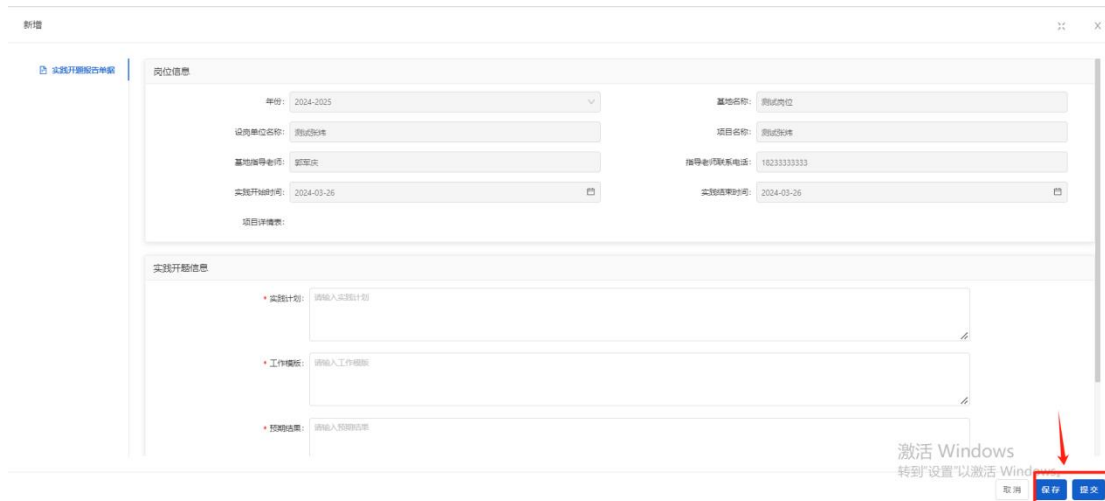 新增
实践开题报告单据
岗位信息
年份: 2024-2025
基地名称: 测试岗位
设岗单位名称: 测试张炜
项目名称: 测试张炜
基地指导老师: 郭军庆
指导老师联系电话: 18233333333
实践开始时间: 2024-03-26
实践结束时间: 2024-03-26
项目详情表:
实践开题信息
* 实践计划: 请输入实践计划
* 工作模版: 请输入工作模版
* 预期结果: 请输入预期结果
激活 Windows
转到"设置"以激活 Windows。
取消 保存 提交